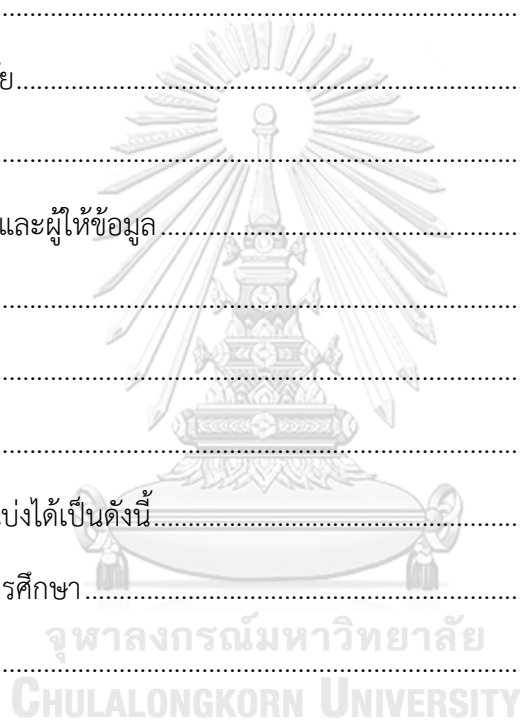 ....................................................................................
ย....................................................................................
....................................................................................
และผู้ให้ข้อมูล....................................................................
....................................................................................
....................................................................................
....................................................................................
บ่งได้เป็นดังนี้....................................................................
รศึกษา..............................................................................
จุฬาลงกรณ์มหาวิทยาลัย
....................................................................................
CHULALONGKORN UNIVERSITY